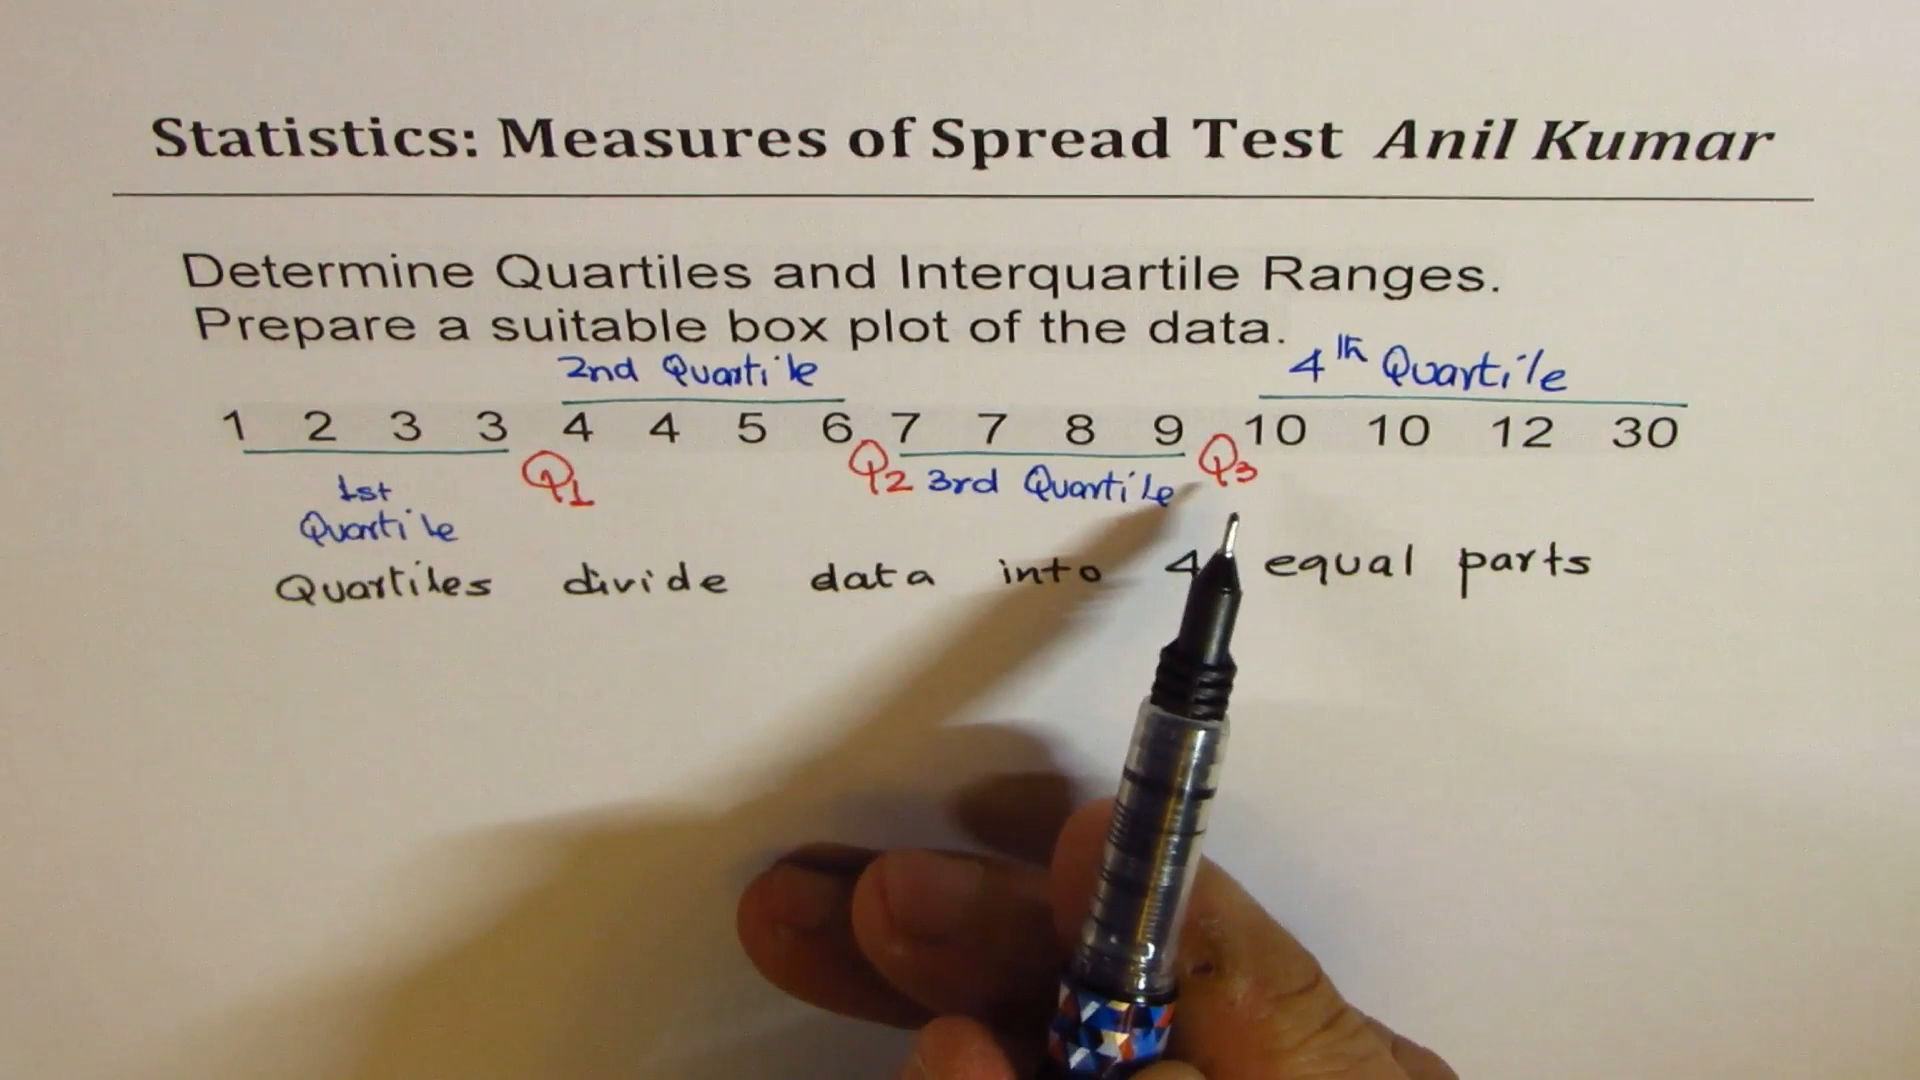 Statistics: Measures of Spread Test Anil Kumar
Determine Quartiles and Interquartile Ranges.
Prepare a suitable box plot of the data.
2nd Quartile 4th Quartile
1 2 3 3 4 4 5 6 7 7 8 9 10 10 12 30
Q1 Q2 3rd Quartile Q3
1st
Quartile
Quartiles divide data into 4 equal parts